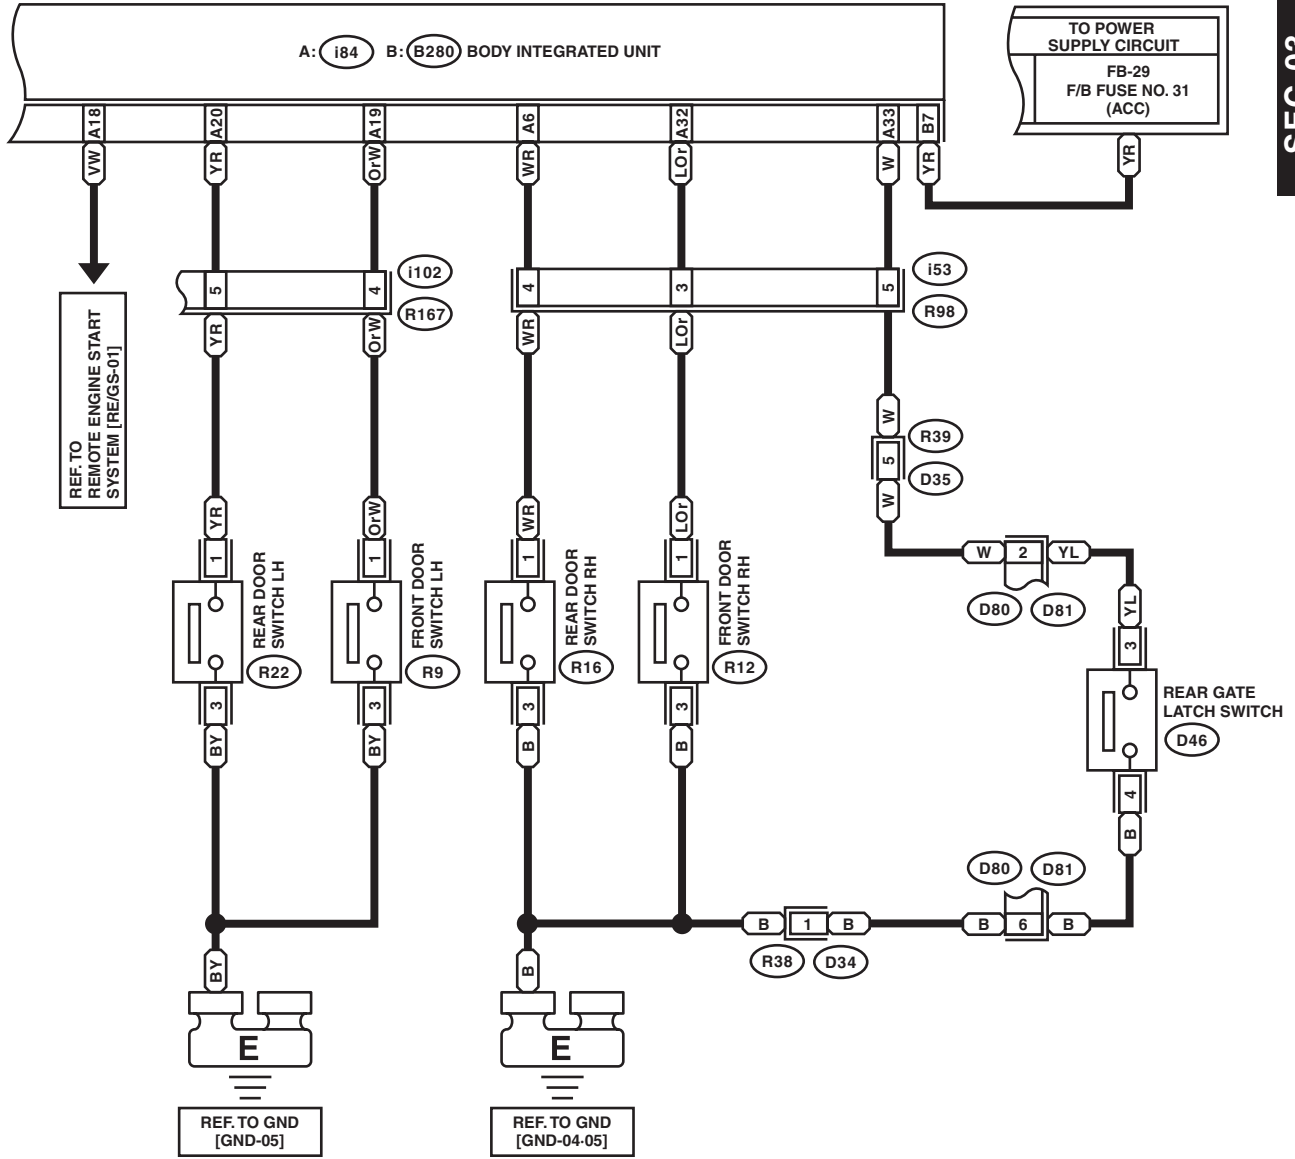 A: i84 B: B280 BODY INTEGRATED UNIT
TO POWER
SUPPLY CIRCUIT
FB-29
F/B FUSE NO. 31
(ACC)
A18 A20 A19 A6 A32 A33 B7
VW YR OrW WR LOr W YR YR
5 4 i102
R167
4 3 5 i53
R98
YR OrW WR LOr
REF. TO
REMOTE ENGINE START
SYSTEM [RE/GS-01]
W
5
R39
D35
W
YR OrW WR LOr
1 1 1 1
W 2 YL
D80 D81
YL
3
REAR DOOR
SWITCH LH
R22
FRONT DOOR
SWITCH LH
R9
REAR DOOR
SWITCH RH
R16
FRONT DOOR
SWITCH RH
R12
REAR GATE
LATCH SWITCH
D46
3 3 3 3
BY BY B B
4
B
D80 D81
B 1 B
B 6 B
R38 D34
BY B
E E
REF. TO GND
[GND-05]
REF. TO GND
[GND-04·05]